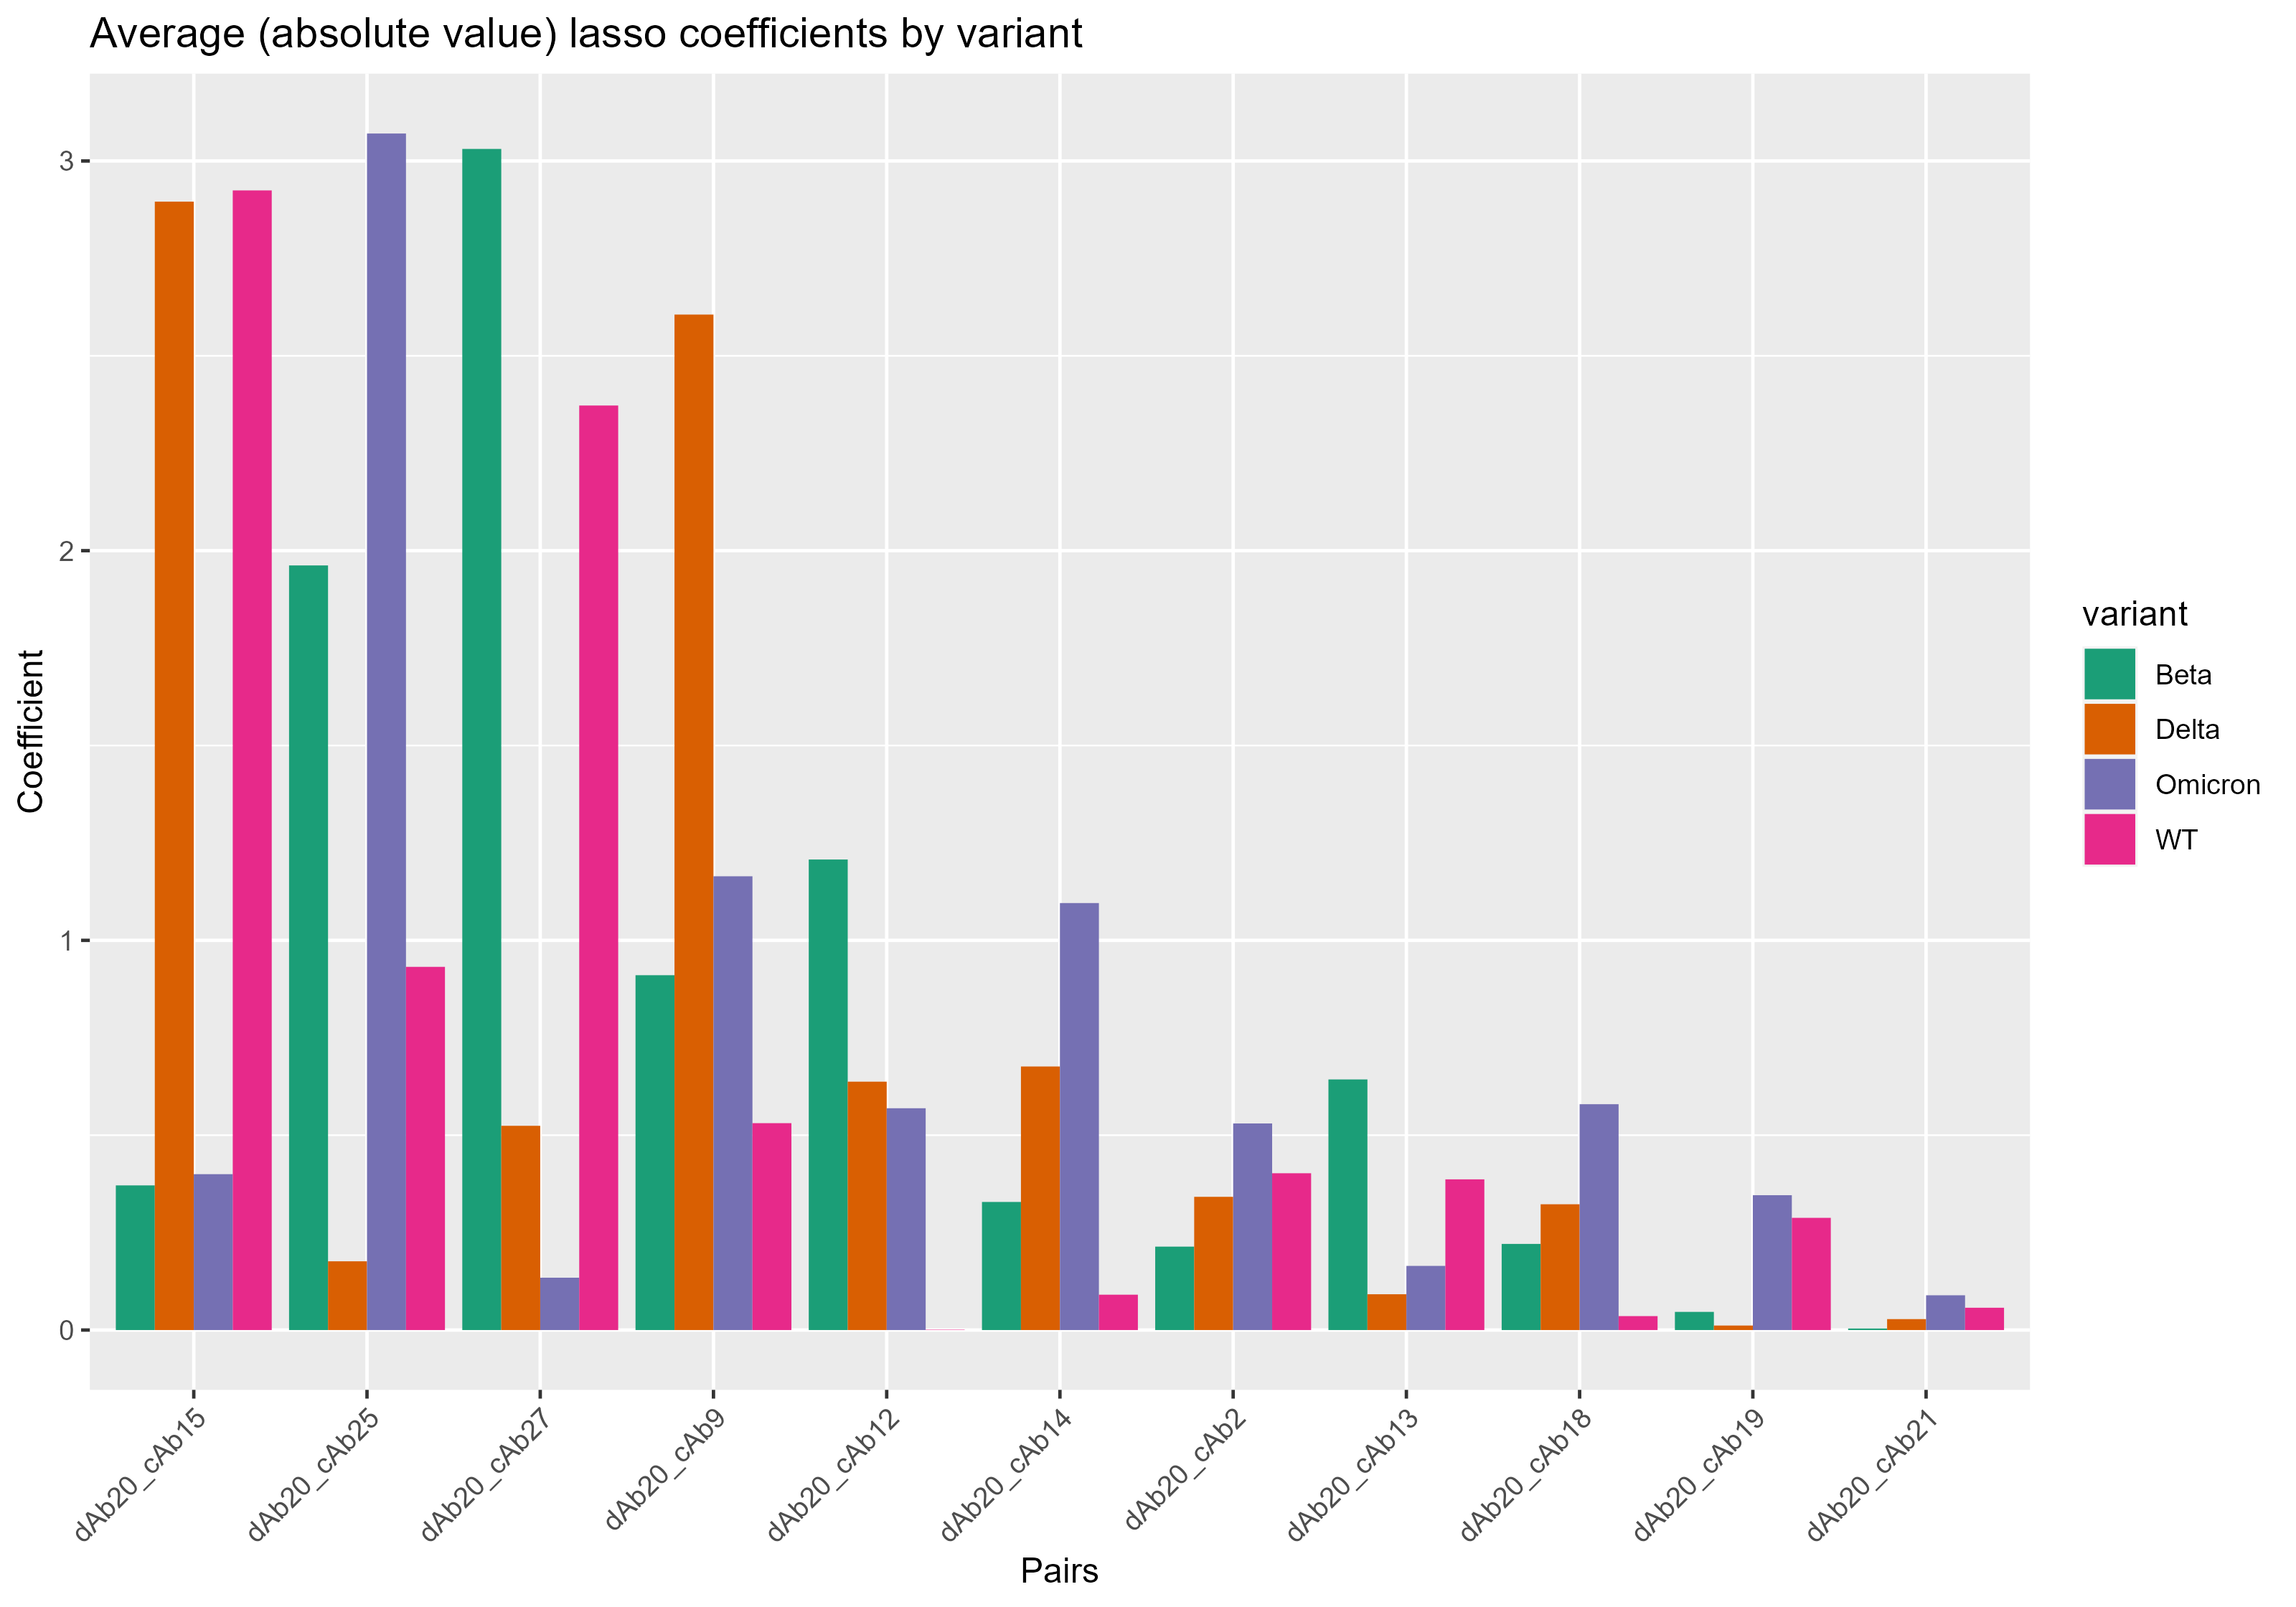 Average (absolute value) lasso coefficients by variant
3
2
1
0
Coefficient
dAb20_cAb15
dAb20_cAb25
dAb20_cAb27
dAb20_cAb9
dAb20_cAb12
dAb20_cAb14
dAb20_cAb2
dAb20_cAb13
dAb20_cAb18
dAb20_cAb19
dAb20_cAb21
Pairs
variant
Beta
Delta
Omicron
WT